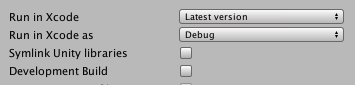 Run in Xcode Latest version
Run in Xcode as Debug
Symlink Unity libraries
Development Build